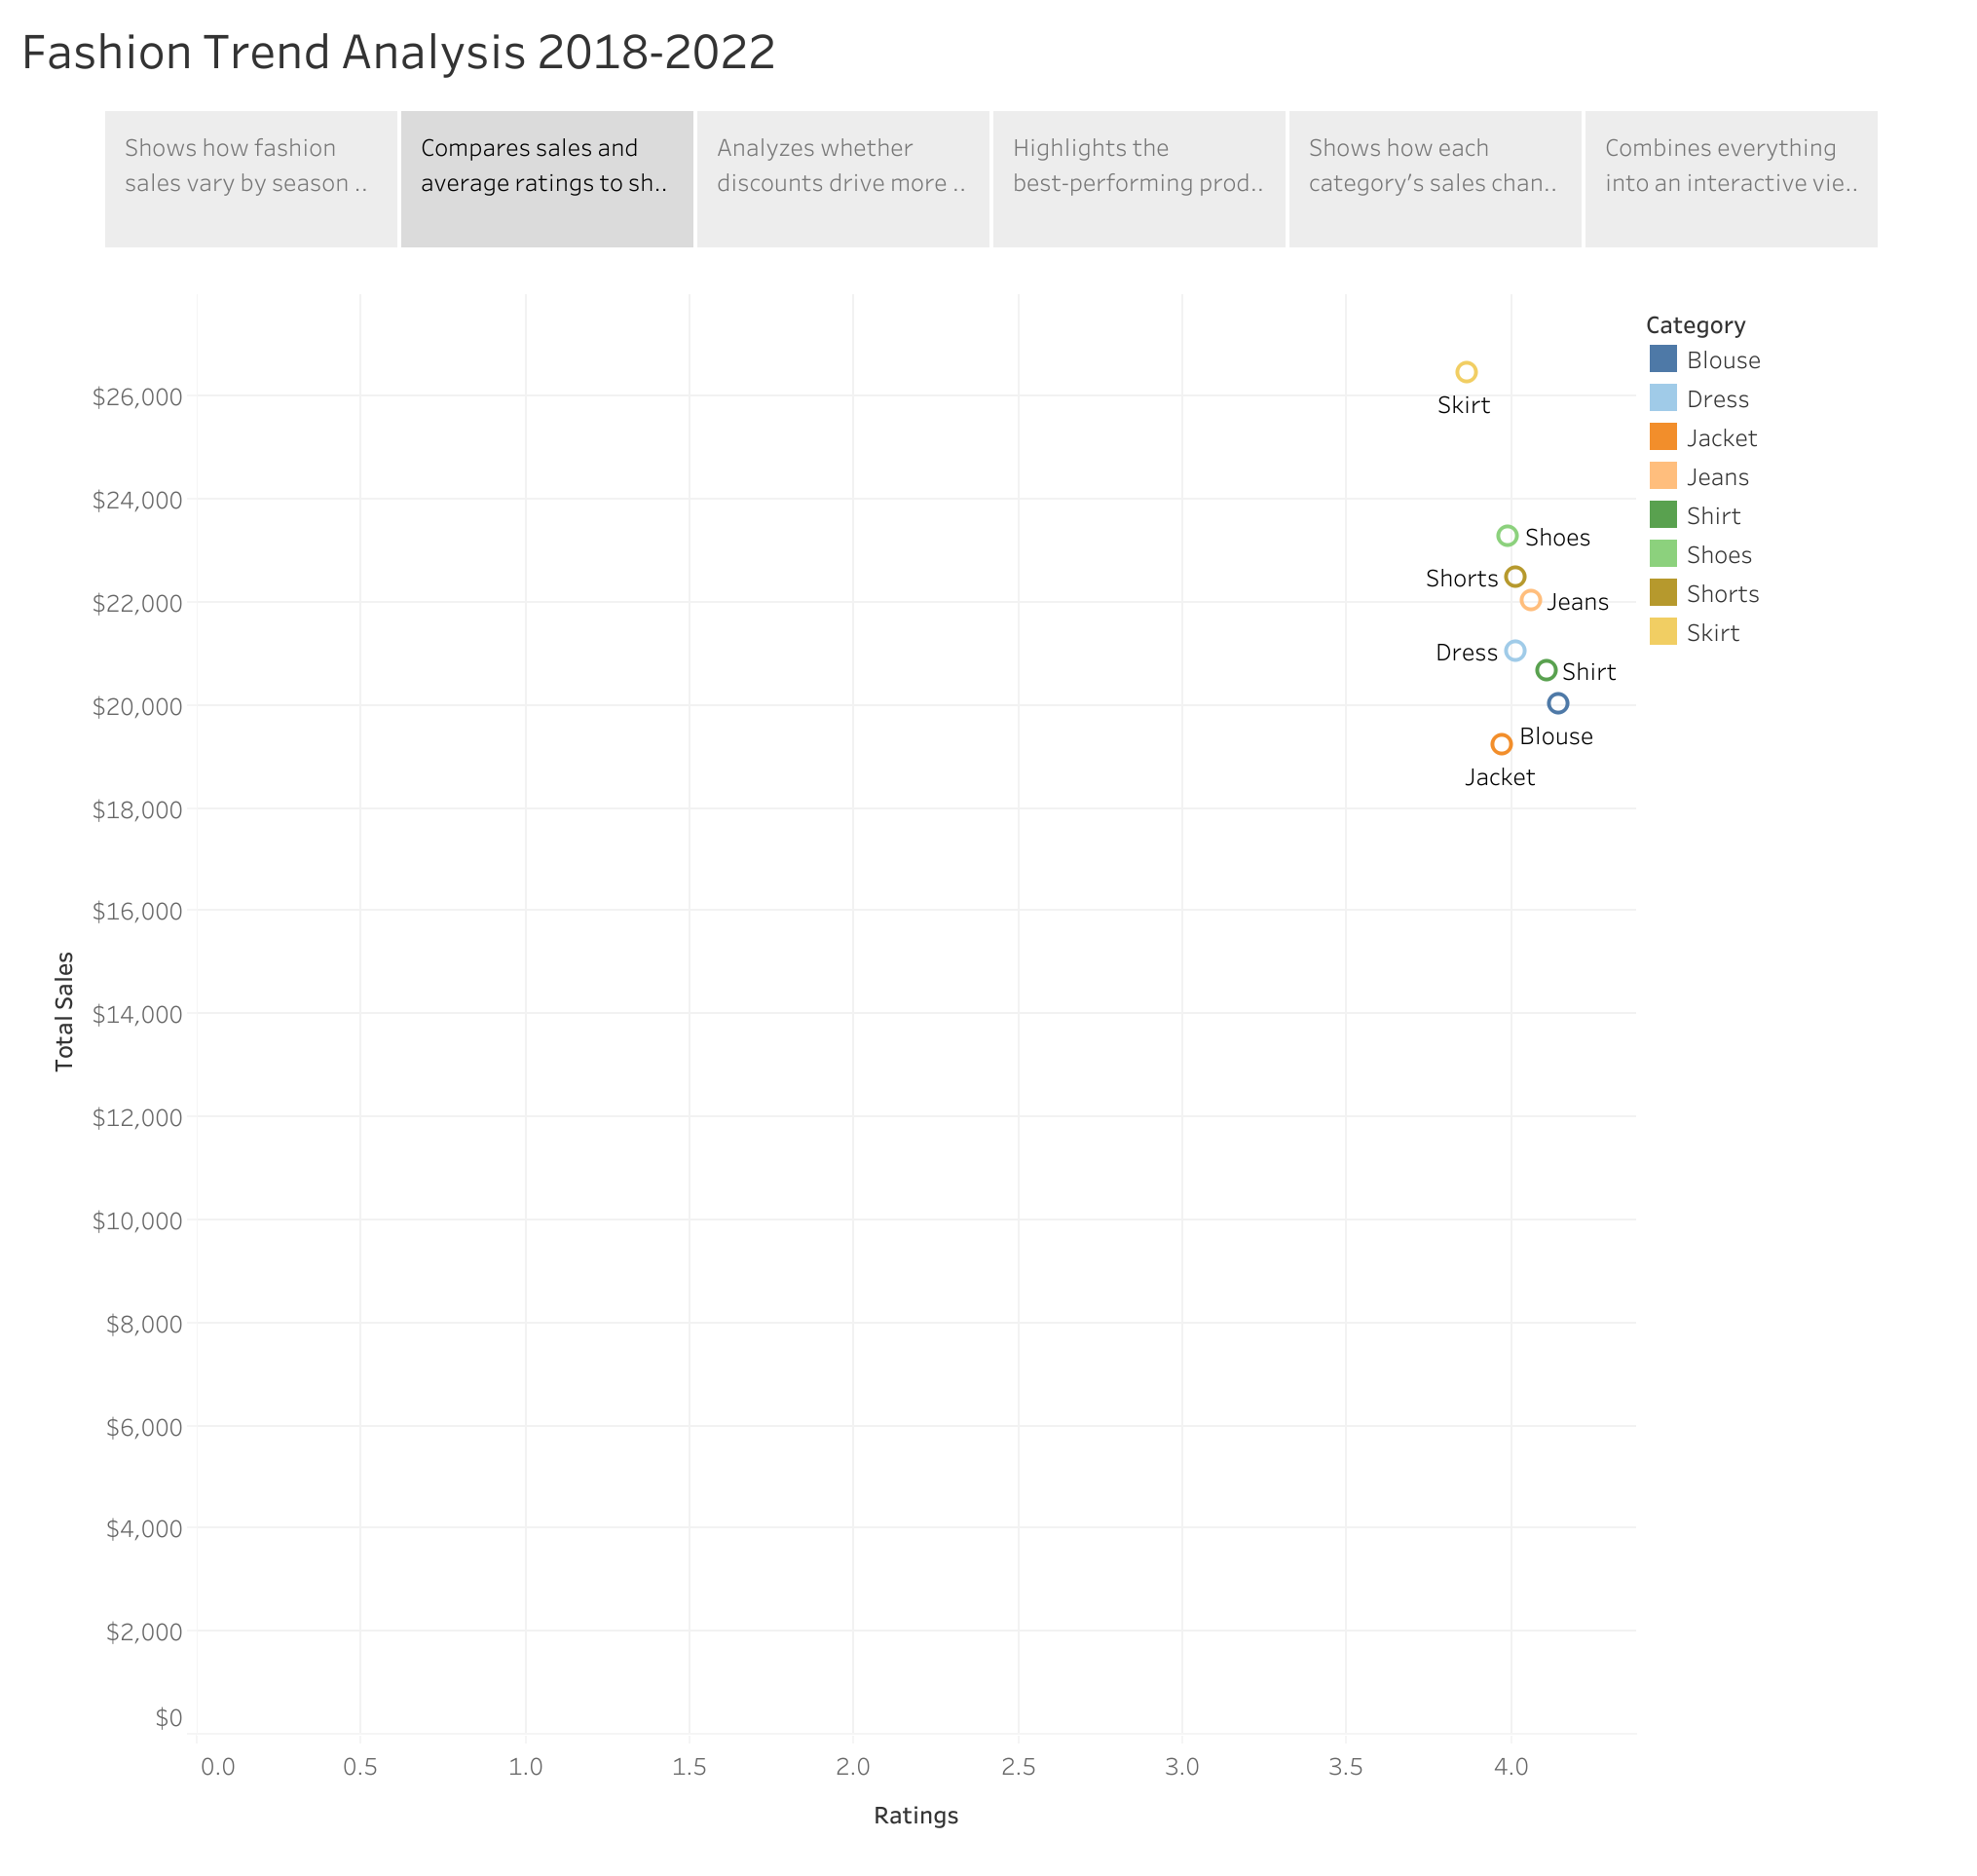 Fashion Trend Analysis 2018-2022
Shows how fashion
sales vary by season ..
Compares sales and
average ratings to sh..
Analyzes whether
discounts drive more ..
Highlights the
best-performing prod..
Shows how each
category's sales chan..
Combines everything
into an interactive vie..
Category
Blouse
Dress
Jacket
Jeans
Shirt
Shoes
Shorts
Skirt
$26,000
$24,000
$22,000
$20,000
$18,000
$16,000
$14,000
$12,000
$10,000
$8,000
$6,000
$4,000
$2,000
$0
Total Sales
Skirt
Shoes
Shorts
Jeans
Dress
Shirt
Blouse
Jacket
0.0 0.5 1.0 1.5 2.0 2.5 3.0 3.5 4.0
Ratings